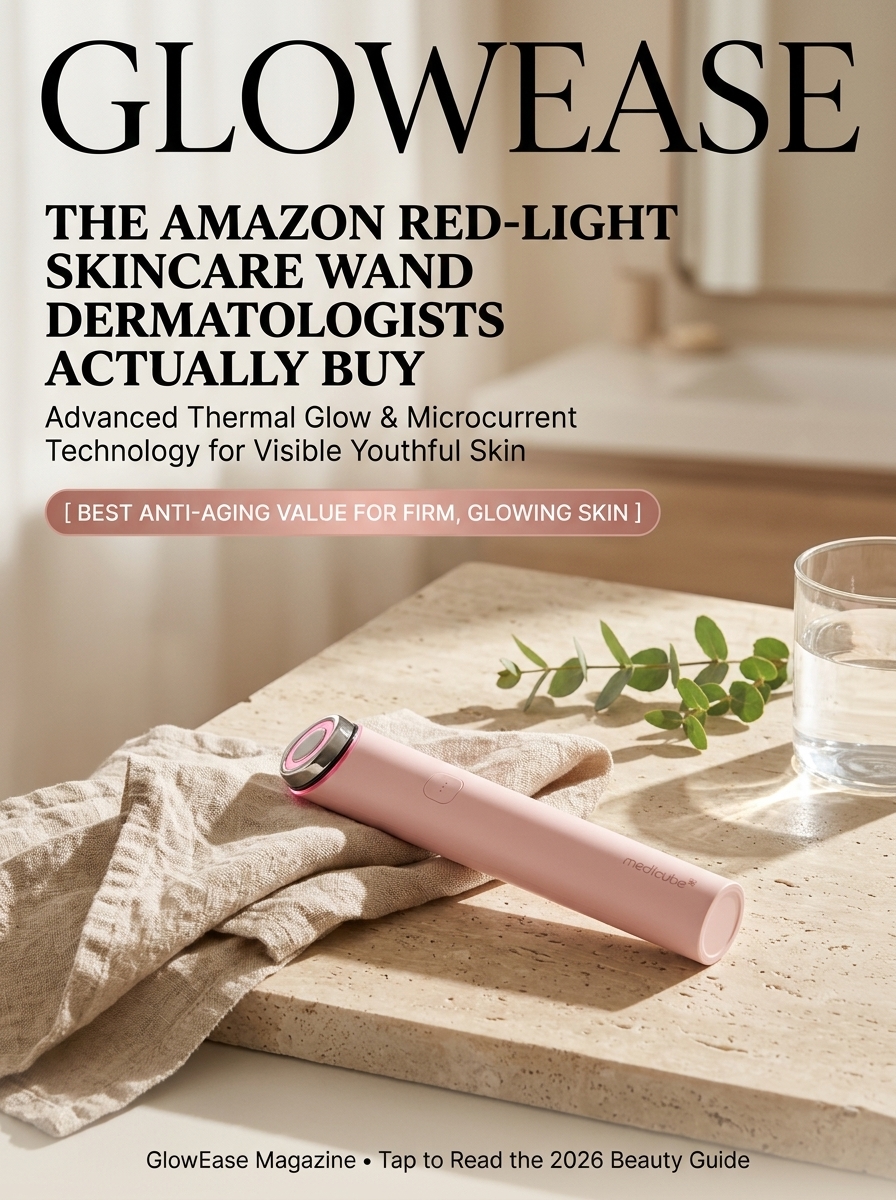 GLOWEASE
THE AMAZON RED-LIGHT
SKINCARE WAND
DERMATOLOGISTS
ACTUALLY BUY
Advanced Thermal Glow & Microcurrent
Technology for Visible Youthful Skin
[ BEST ANTI-AGING VALUE FOR FIRM, GLOWING SKIN ]
medicube
GlowEase Magazine • Tap to Read the 2026 Beauty Guide